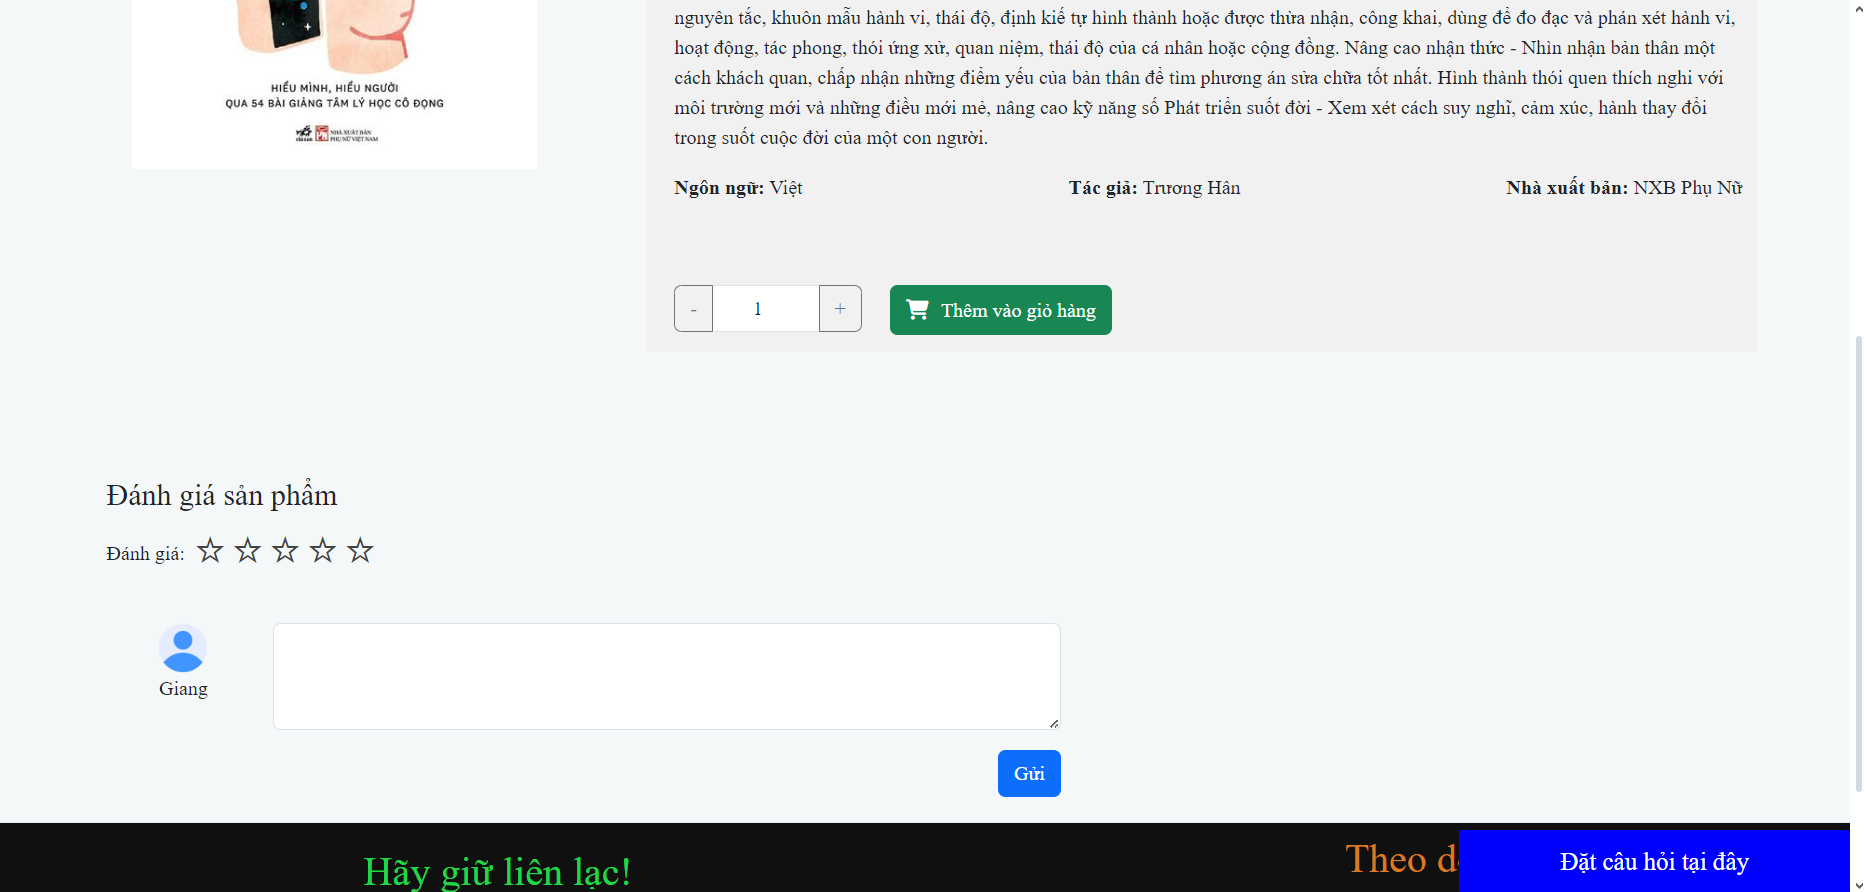 nguyên tắc, khuôn mẫu hành vi, thái độ, định kiế tự hình thành hoặc được thừa nhận, công khai, dùng để đo đạc và phán xét hành vi,
hoạt động, tác phong, thói ứng xử, quan niệm, thái độ của cá nhân hoặc cộng đồng. Nâng cao nhận thức - Nhìn nhận bản thân một
cách khách quan, chấp nhận những điểm yếu của bản thân để tìm phương án sửa chữa tốt nhất. Hình thành thói quen thích nghi với
môi trường mới và những điều mới mẻ, nâng cao kỹ năng số Phát triển suốt đời - Xem xét cách suy nghĩ, cảm xúc, hành thay đổi
trong suốt cuộc đời của một con người.
HIỂU MÌNH, HIỂU NGƯỜI
QUA 54 BÀI GIẢNG TÂM LÝ HỌC CÔ ĐỌNG
NHÀ XUẤT BẢN
PHỤ NỮ VIỆT NAM
Ngôn ngữ: Việt
Tác giả: Trương Hân
Nhà xuất bản: NXB Phụ Nữ
- 1 +
Thêm vào giỏ hàng
Đánh giá sản phẩm
Đánh giá:
Giang
Gửi
Hãy giữ liên lạc!
Theo d
Đặt câu hỏi tại đây